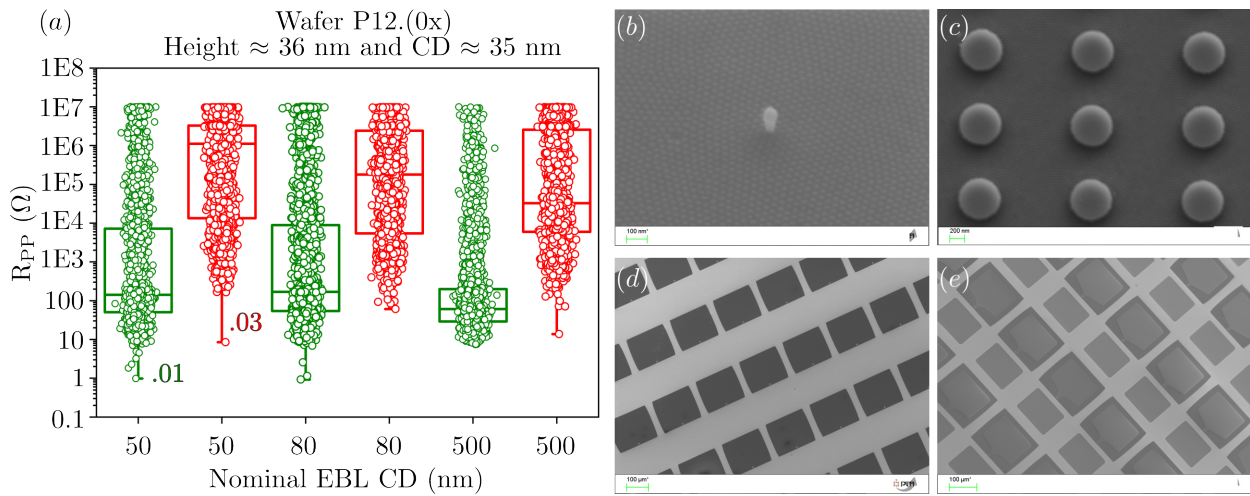 (a)
Wafer P12.(0x)
Height ≈ 36 nm and CD ≈ 35 nm
R_PP (Ω)
1E8
1E7
1E6
1E5
1E4
1E3
100
10
1
0.1
.01
.03
50 50 80 80 500 500
Nominal EBL CD (nm)
(b)
100 nm*
(c)
200 nm
(d)
100 µm*
(e)
100 µm*